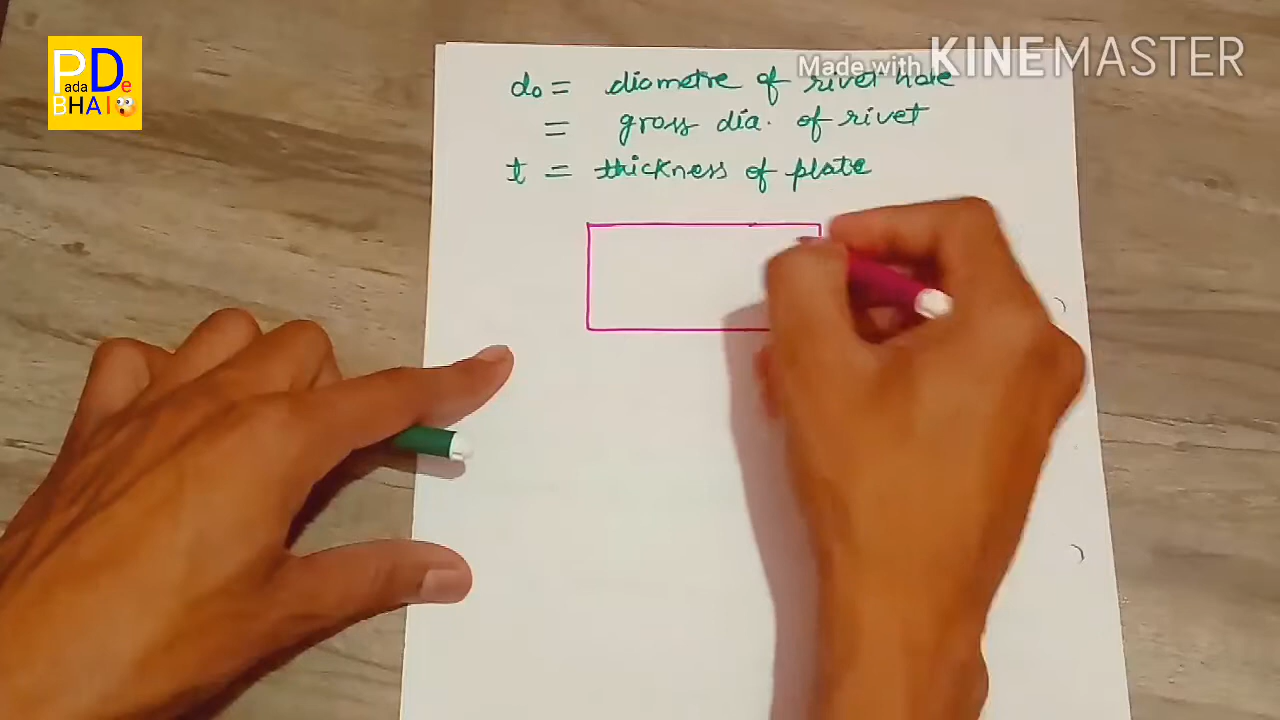 PaDa De
BHAI
Made with KINEMASTER
do = diametre of rivet hole
= gross dia. of rivet
t = thickness of plate